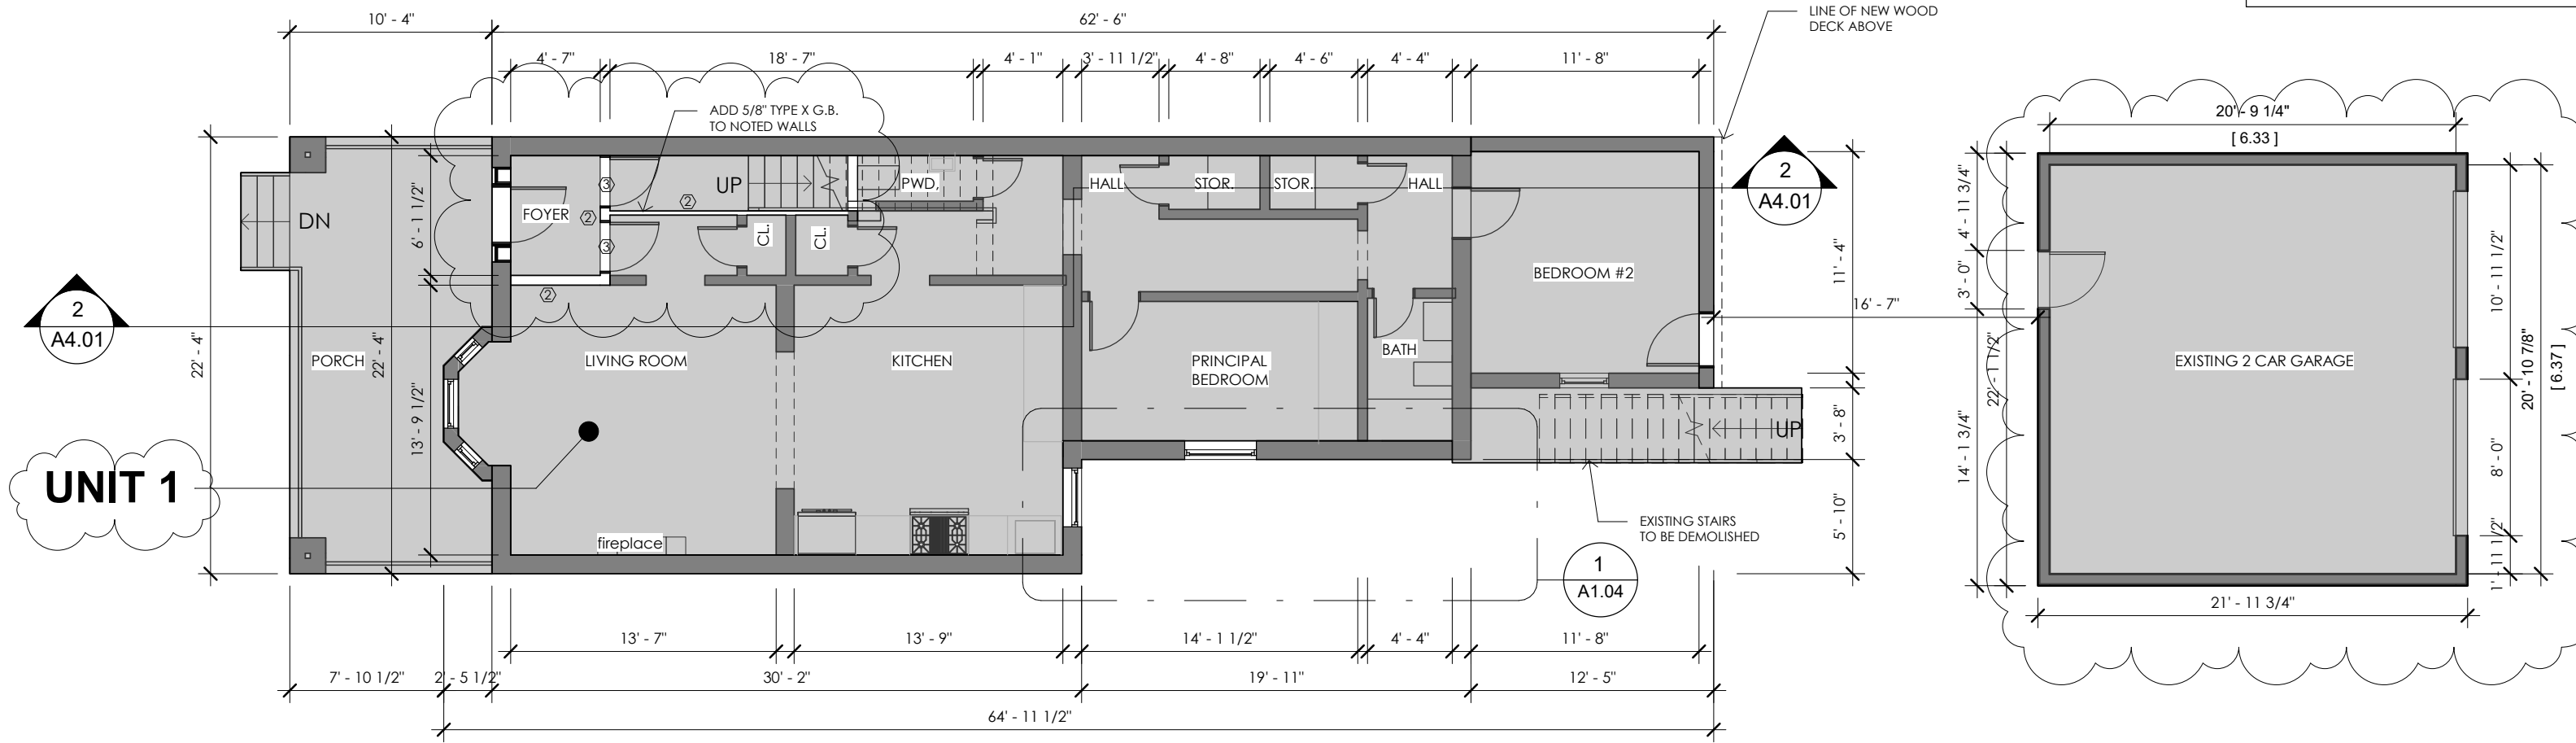 10' - 4"
62' - 6"
LINE OF NEW WOOD
DECK ABOVE
4' - 7"
18' - 7"
4' - 1"
3' - 11 1/2"
4' - 8"
4' - 6"
4' - 4"
11' - 8"
ADD 5/8" TYPE X G.B.
TO NOTED WALLS
20' - 9 1/4"
[ 6.33 ]
UP
PWD,
HALL
STOR.
STOR.
HALL
2
A4.01
3
2
FOYER
2
3
CL.
CL.
DN
6' - 11 1/2"
2
BEDROOM #2
11' - 4"
16' - 7"
4' - 11 3/4"
3' - 0"
10' - 11 1/2"
2
A4.01
22' - 4"
PORCH
22' - 4"
LIVING ROOM
KITCHEN
PRINCIPAL
BEDROOM
BATH
EXISTING 2 CAR GARAGE
22' - 1 1/2"
20' - 10 7/8"
[ 6.37 ]
13' - 9 1/2"
3' - 8"
UP
14' - 1 3/4"
8' - 0"
UNIT 1
5' - 10"
EXISTING STAIRS
TO BE DEMOLISHED
fireplace
1' - 11 1/2"
1
A1.04
21' - 11 3/4"
13' - 7"
13' - 9"
14' - 1 1/2"
4' - 4"
11' - 8"
7' - 10 1/2"
2' - 5 1/2"
30' - 2"
19' - 11"
12' - 5"
64' - 11 1/2"